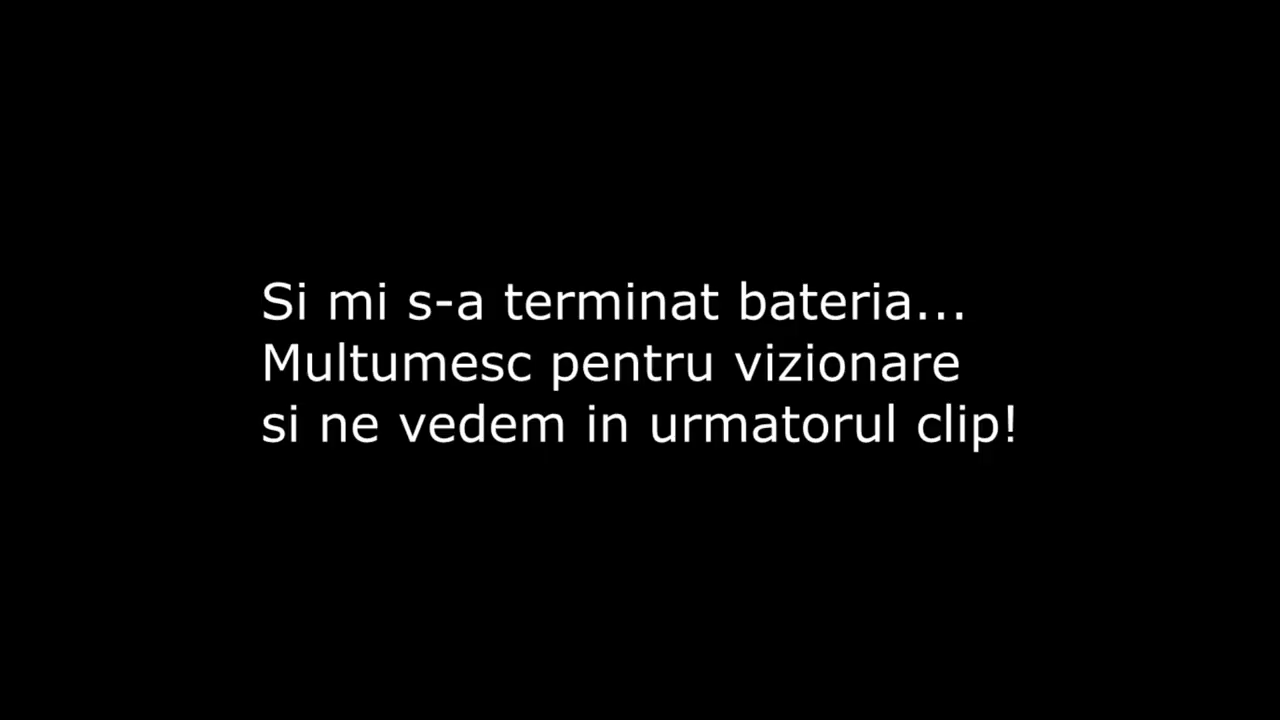 Si mi s-a terminat bateria...
Multumesc pentru vizionare
si ne vedem in urmatorul clip!